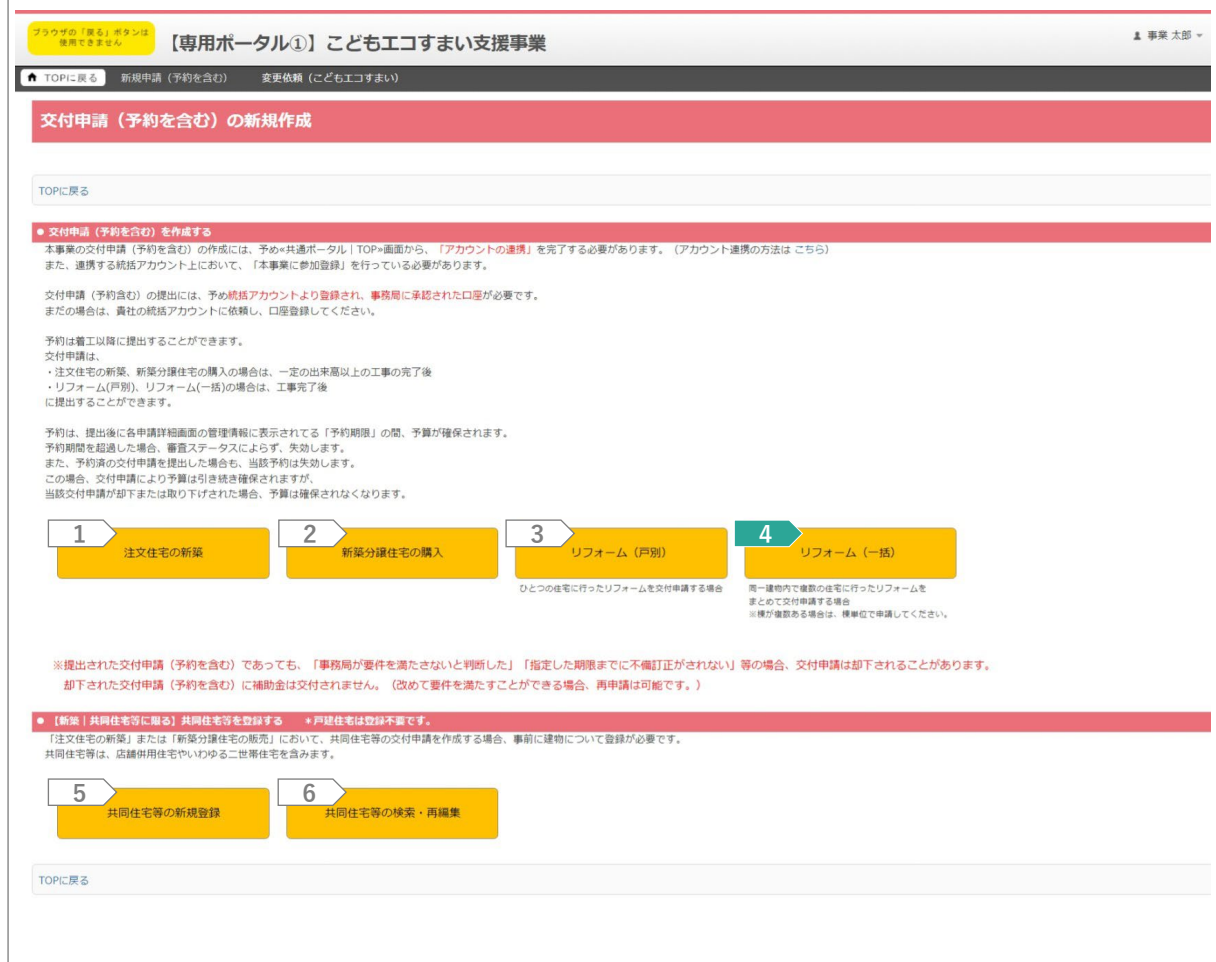 ブラウザの「戻る」ボタンは
使用できません
【専用ポータル①】こどもエコすまい支援事業
事業 太郎
TOPに戻る 新規申請（予約を含む） 変更依頼（こどもエコすまい）
交付申請（予約を含む）の新規作成
TOPに戻る
● 交付申請（予約を含む）を作成する
本事業の交付申請（予約を含む）の作成には、予め«共通ポータル｜TOP»画面から、「アカウントの連携」を完了する必要があります。（アカウント連携の方法は こちら）
また、連携する統括アカウント上において、「本事業に参加登録」を行っている必要があります。
交付申請（予約含む）の提出には、予め統括アカウントより登録され、事務局に承認された口座が必要です。
まだの場合は、貴社の統括アカウントに依頼し、口座登録してください。
予約は着工以降に提出することができます。
交付申請は、
・注文住宅の新築、新築分譲住宅の購入の場合は、一定の出来高以上の工事の完了後
・リフォーム(戸別)、リフォーム(一括)の場合は、工事完了後
に提出することができます。
予約は、提出後に各申請詳細画面の管理情報に表示されてる「予約期限」の間、予算が確保されます。
予約期間を超過した場合、審査ステータスによらず、失効します。
また、予約済の交付申請を提出した場合も、当該予約は失効します。
この場合、交付申請により予算は引き続き確保されますが、
当該交付申請が却下または取り下げされた場合、予算は確保されなくなります。
1 2 3 4
注文住宅の新築 新築分譲住宅の購入 リフォーム（戸別） リフォーム（一括）
ひとつの住宅に行ったリフォームを交付申請する場合
同一建物内で複数の住宅に行ったリフォームを
まとめて交付申請する場合
※棟が複数ある場合は、棟単位で申請してください。
※提出された交付申請（予約を含む）であっても、「事務局が要件を満たさないと判断した」「指定した期限までに不備訂正がされない」等の場合、交付申請は却下されることがあります。
却下された交付申請（予約を含む）に補助金は交付されません。（改めて要件を満たすことができる場合、再申請は可能です。）
● 【新築｜共同住宅等に限る】共同住宅等を登録する ＊戸建住宅は登録不要です。
「注文住宅の新築」または「新築分譲住宅の販売」において、共同住宅等の交付申請を作成する場合、事前に建物について登録が必要です。
共同住宅等は、店舗併用住宅やいわゆる二世帯住宅を含みます。
5 6
共同住宅等の新規登録 共同住宅等の検索・再編集
TOPに戻る